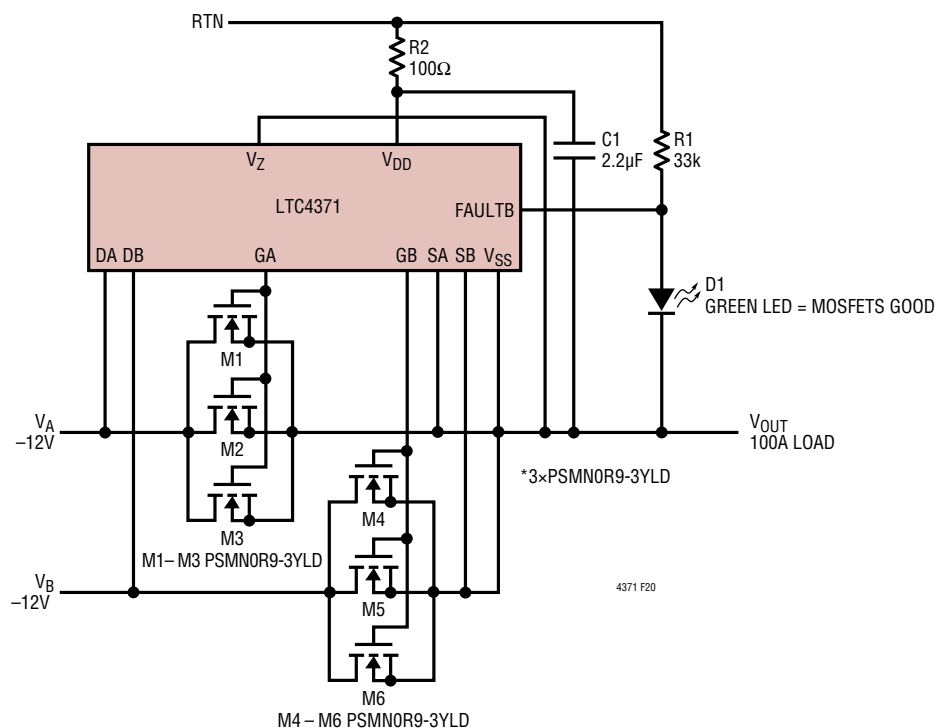 RTN
R2
100Ω
C1
2.2µF
R1
33k
VZ
VDD
LTC4371
FAULTB
DA DB GA GB SA SB VSS
D1
GREEN LED = MOSFETS GOOD
M1
VA
–12V
M2
VOUT
100A LOAD
*3×PSMN0R9-3YLD
M3
M4
M1– M3 PSMN0R9-3YLD
VB
–12V
M5
4371 F20
M6
M4 – M6 PSMN0R9-3YLD